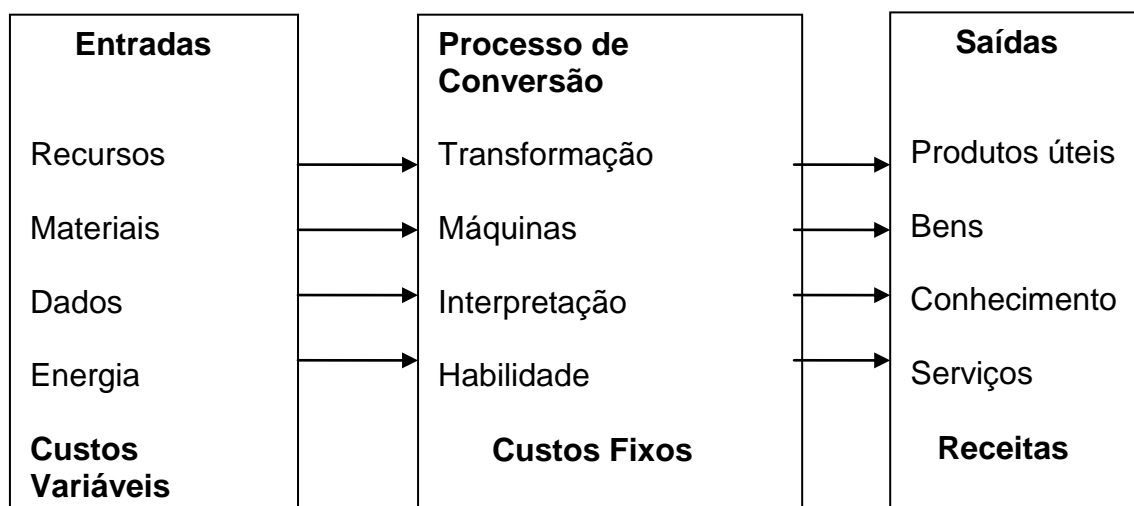 Entradas
Recursos
Materiais
Dados
Energia
Custos
Variáveis
Processo de
Conversão
Transformação
Máquinas
Interpretação
Habilidade
Custos Fixos
Saídas
Produtos úteis
Bens
Conhecimento
Serviços
Receitas